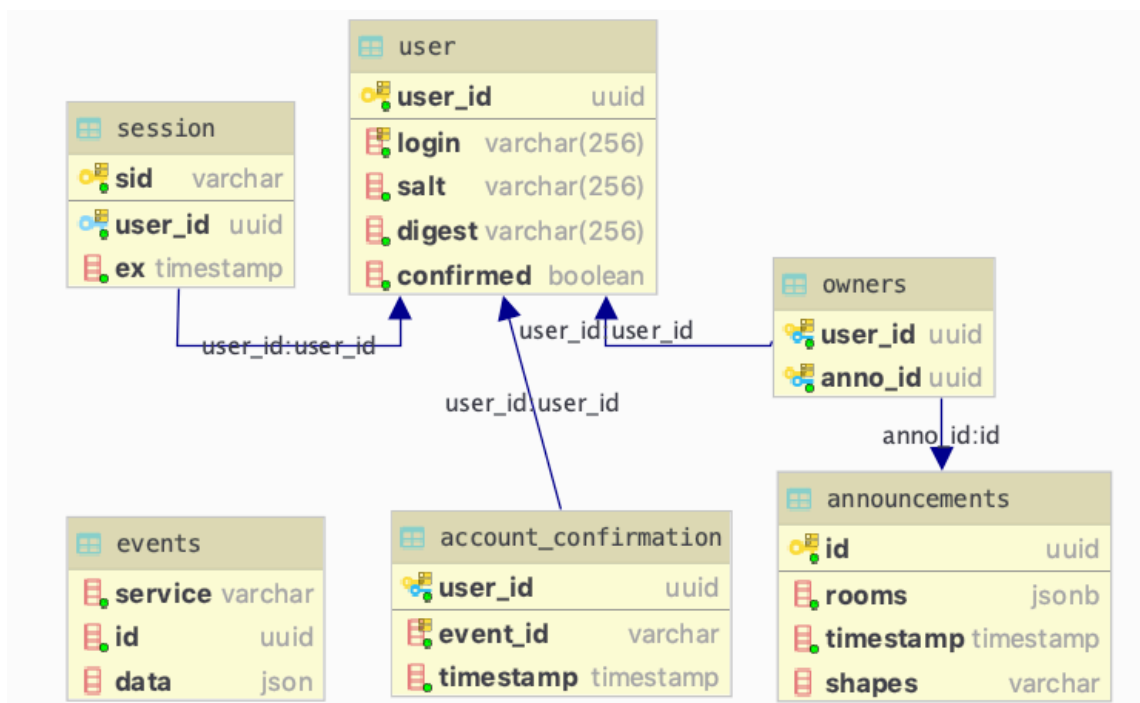 user
user_id uuid
login varchar(256)
salt varchar(256)
digest varchar(256)
confirmed boolean
session
sid varchar
user_id uuid
ex timestamp
owners
user_id uuid
anno_id uuid
user_id:user_id
user_id:user_id
user_id:user_id
anno_id:id
events
service varchar
id uuid
data json
account_confirmation
user_id uuid
event_id varchar
timestamp timestamp
announcements
id uuid
rooms jsonb
timestamp timestamp
shapes varchar